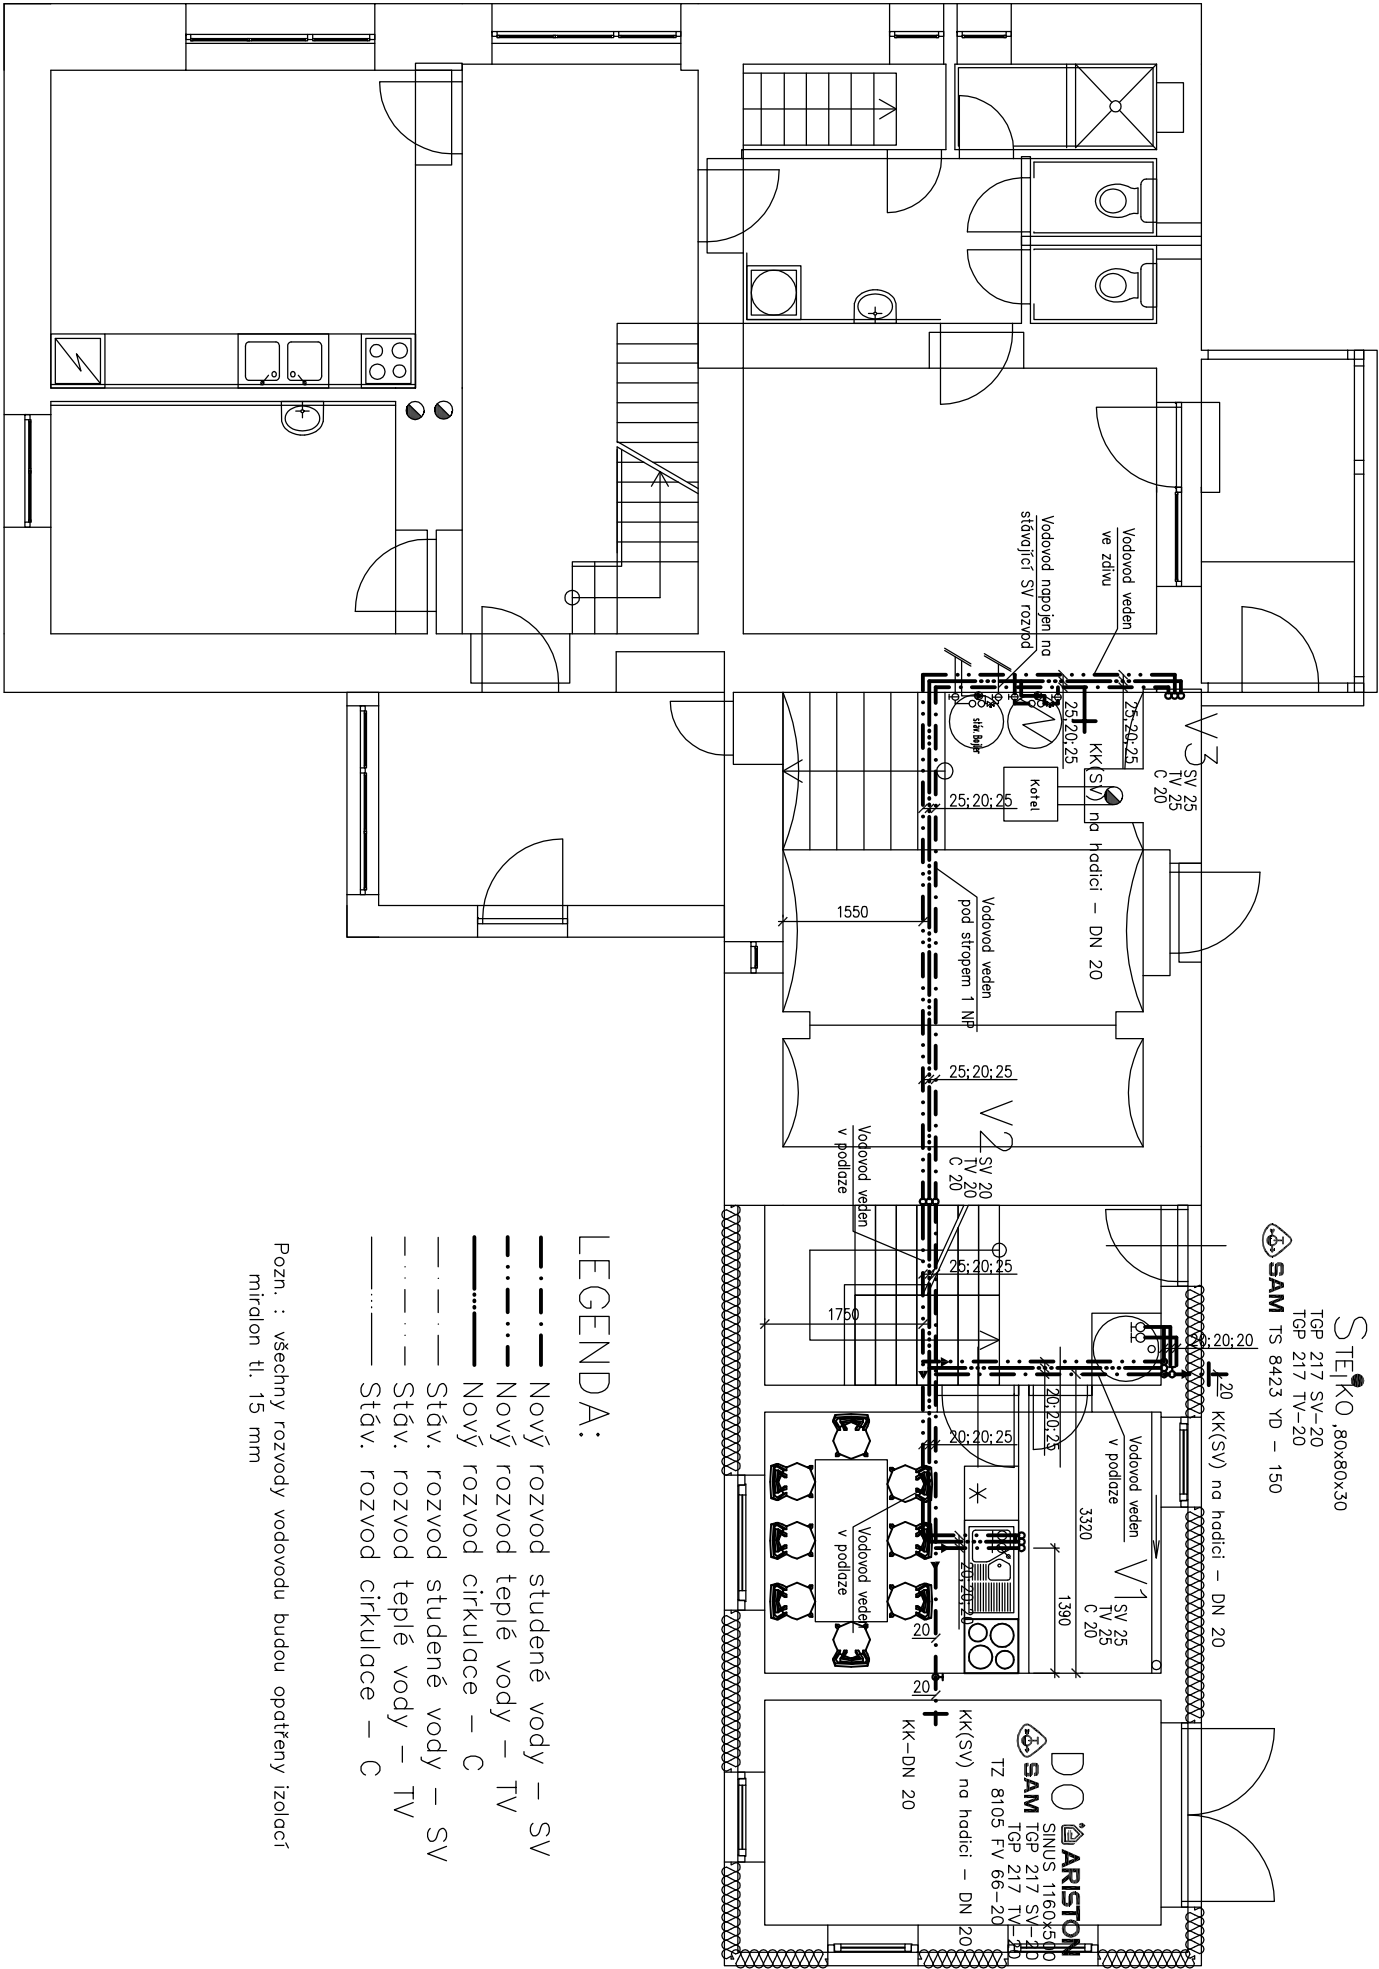 STEJKO ,80x80x30
TGP 217 SV-20
TGP 217 TV-20
SAM TS 8423 YD - 150
KK(SV) na hadici - DN 20
20
20;20;20
V3
SV 25
TV 25
C 20
25;20;25
25;20;25
KK(SV) na hadici - DN 20
Kotel
stáv.Bojler
Vodovod veden
ve zdivu
Vodovod napojen na
stávající SV rozvod
25;20;25
1550
Vodovod veden
pod stropem 1 NP
25;20;25
V2
SV 20
TV 20
C 20
Vodovod veden
v podlaze
25;20;25
1750
20;20;25
20;20;25
Vodovod veden
v podlaze
V1
SV 25
TV 25
C 20
3320
1390
20;20;20
Vodovod veden
v podlaze
20
20
KK-DN 20
KK(SV) na hadici - DN 20
DO
ARISTON
SINUS 1160x500
SAM
TGP 217 SV-20
TGP 217 TV-20
TZ 8105 FV 66-20
LEGENDA:
Nový rozvod studené vody - SV
Nový rozvod teplé vody - TV
Nový rozvod cirkulace - C
Stáv. rozvod studené vody - SV
Stáv. rozvod teplé vody - TV
Stáv. rozvod cirkulace - C
Pozn. : všechny rozvody vodovodu budou opatřeny izolací
miralon tl. 15 mm